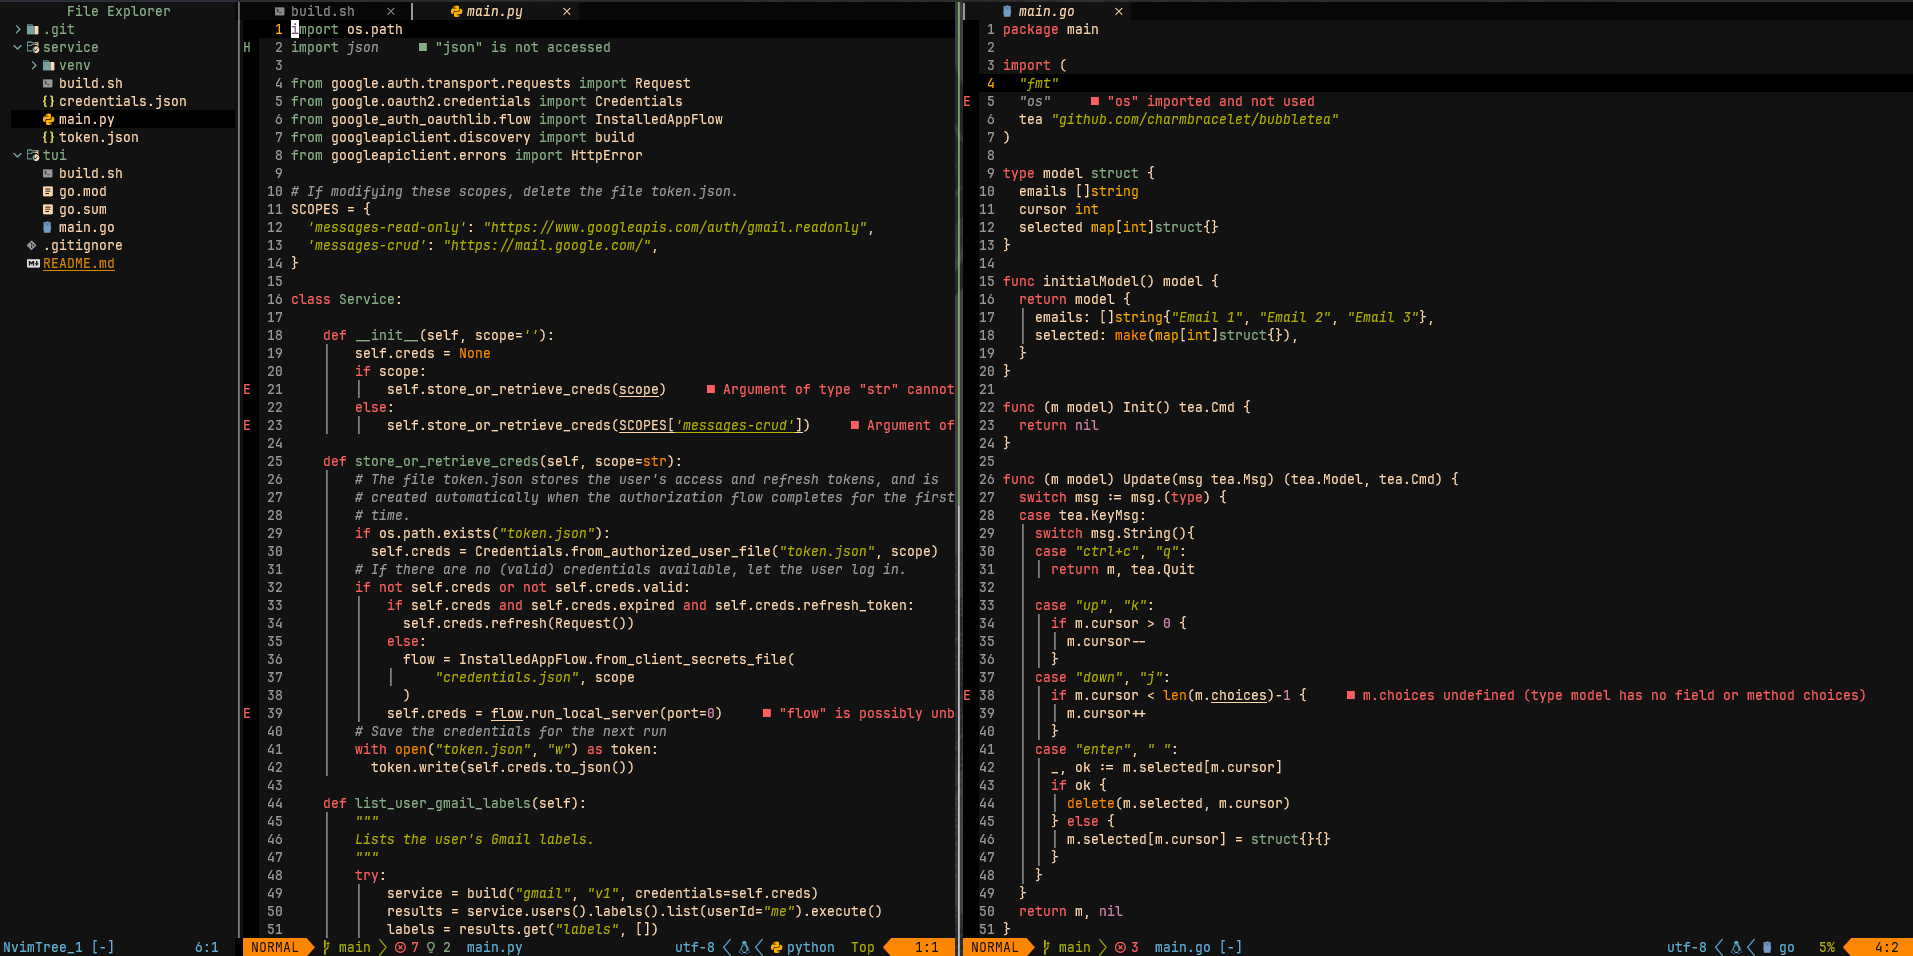 File Explorer
.git
service
venv
build.sh
credentials.json
main.py
token.json
tui
build.sh
go.mod
go.sum
main.go
.gitignore
README.md
NvimTree_1 [-] 6:1
build.sh × main.py ×
1 import os.path
H 2 import json ■ "json" is not accessed
3
4 from google.auth.transport.requests import Request
5 from google.oauth2.credentials import Credentials
6 from google_auth_oauthlib.flow import InstalledAppFlow
7 from googleapiclient.discovery import build
8 from googleapiclient.errors import HttpError
9
10 # If modifying these scopes, delete the file token.json.
11 SCOPES = {
12   'messages-read-only': "https://www.googleapis.com/auth/gmail.readonly",
13   'messages-crud': "https://mail.google.com/",
14 }
15
16 class Service:
17
18     def __init__(self, scope=''):
19         self.creds = None
20         if scope:
E 21             self.store_or_retrieve_creds(scope) ■ Argument of type "str" cannot
22         else:
E 23             self.store_or_retrieve_creds(SCOPES['messages-crud']) ■ Argument of
24
25     def store_or_retrieve_creds(self, scope=str):
26         # The file token.json stores the user's access and refresh tokens, and is
27         # created automatically when the authorization flow completes for the first
28         # time.
29         if os.path.exists("token.json"):
30           self.creds = Credentials.from_authorized_user_file("token.json", scope)
31         # If there are no (valid) credentials available, let the user log in.
32         if not self.creds or not self.creds.valid:
33             if self.creds and self.creds.expired and self.creds.refresh_token:
34               self.creds.refresh(Request())
35             else:
36               flow = InstalledAppFlow.from_client_secrets_file(
37                   "credentials.json", scope
38               )
E 39             self.creds = flow.run_local_server(port=0) ■ "flow" is possibly unb
40         # Save the credentials for the next run
41         with open("token.json", "w") as token:
42           token.write(self.creds.to_json())
43
44     def list_user_gmail_labels(self):
45         """
46         Lists the user's Gmail labels.
47         """
48         try:
49             service = build("gmail", "v1", credentials=self.creds)
50             results = service.users().labels().list(userId="me").execute()
51             labels = results.get("labels", [])
NORMAL main 7 2 main.py utf-8 python Top 1:1
main.go ×
1 package main
2
3 import (
4   "fmt"
E 5   "os" ■ "os" imported and not used
6   tea "github.com/charmbracelet/bubbletea"
7 )
8
9 type model struct {
10   emails []string
11   cursor int
12   selected map[int]struct{}
13 }
14
15 func initialModel() model {
16   return model {
17     emails: []string{"Email 1", "Email 2", "Email 3"},
18     selected: make(map[int]struct{}),
19   }
20 }
21
22 func (m model) Init() tea.Cmd {
23   return nil
24 }
25
26 func (m model) Update(msg tea.Msg) (tea.Model, tea.Cmd) {
27   switch msg := msg.(type) {
28   case tea.KeyMsg:
29     switch msg.String(){
30     case "ctrl+c", "q":
31       return m, tea.Quit
32
33     case "up", "k":
34       if m.cursor > 0 {
35         m.cursor--
36       }
37     case "down", "j":
E 38       if m.cursor < len(m.choices)-1 { ■ m.choices undefined (type model has no field or method choices)
39         m.cursor++
40       }
41     case "enter", " ":
42       _, ok := m.selected[m.cursor]
43       if ok {
44         delete(m.selected, m.cursor)
45       } else {
46         m.selected[m.cursor] = struct{}{}
47       }
48     }
49   }
50   return m, nil
51 }
NORMAL main 3 main.go [-] utf-8 go 5% 4:2